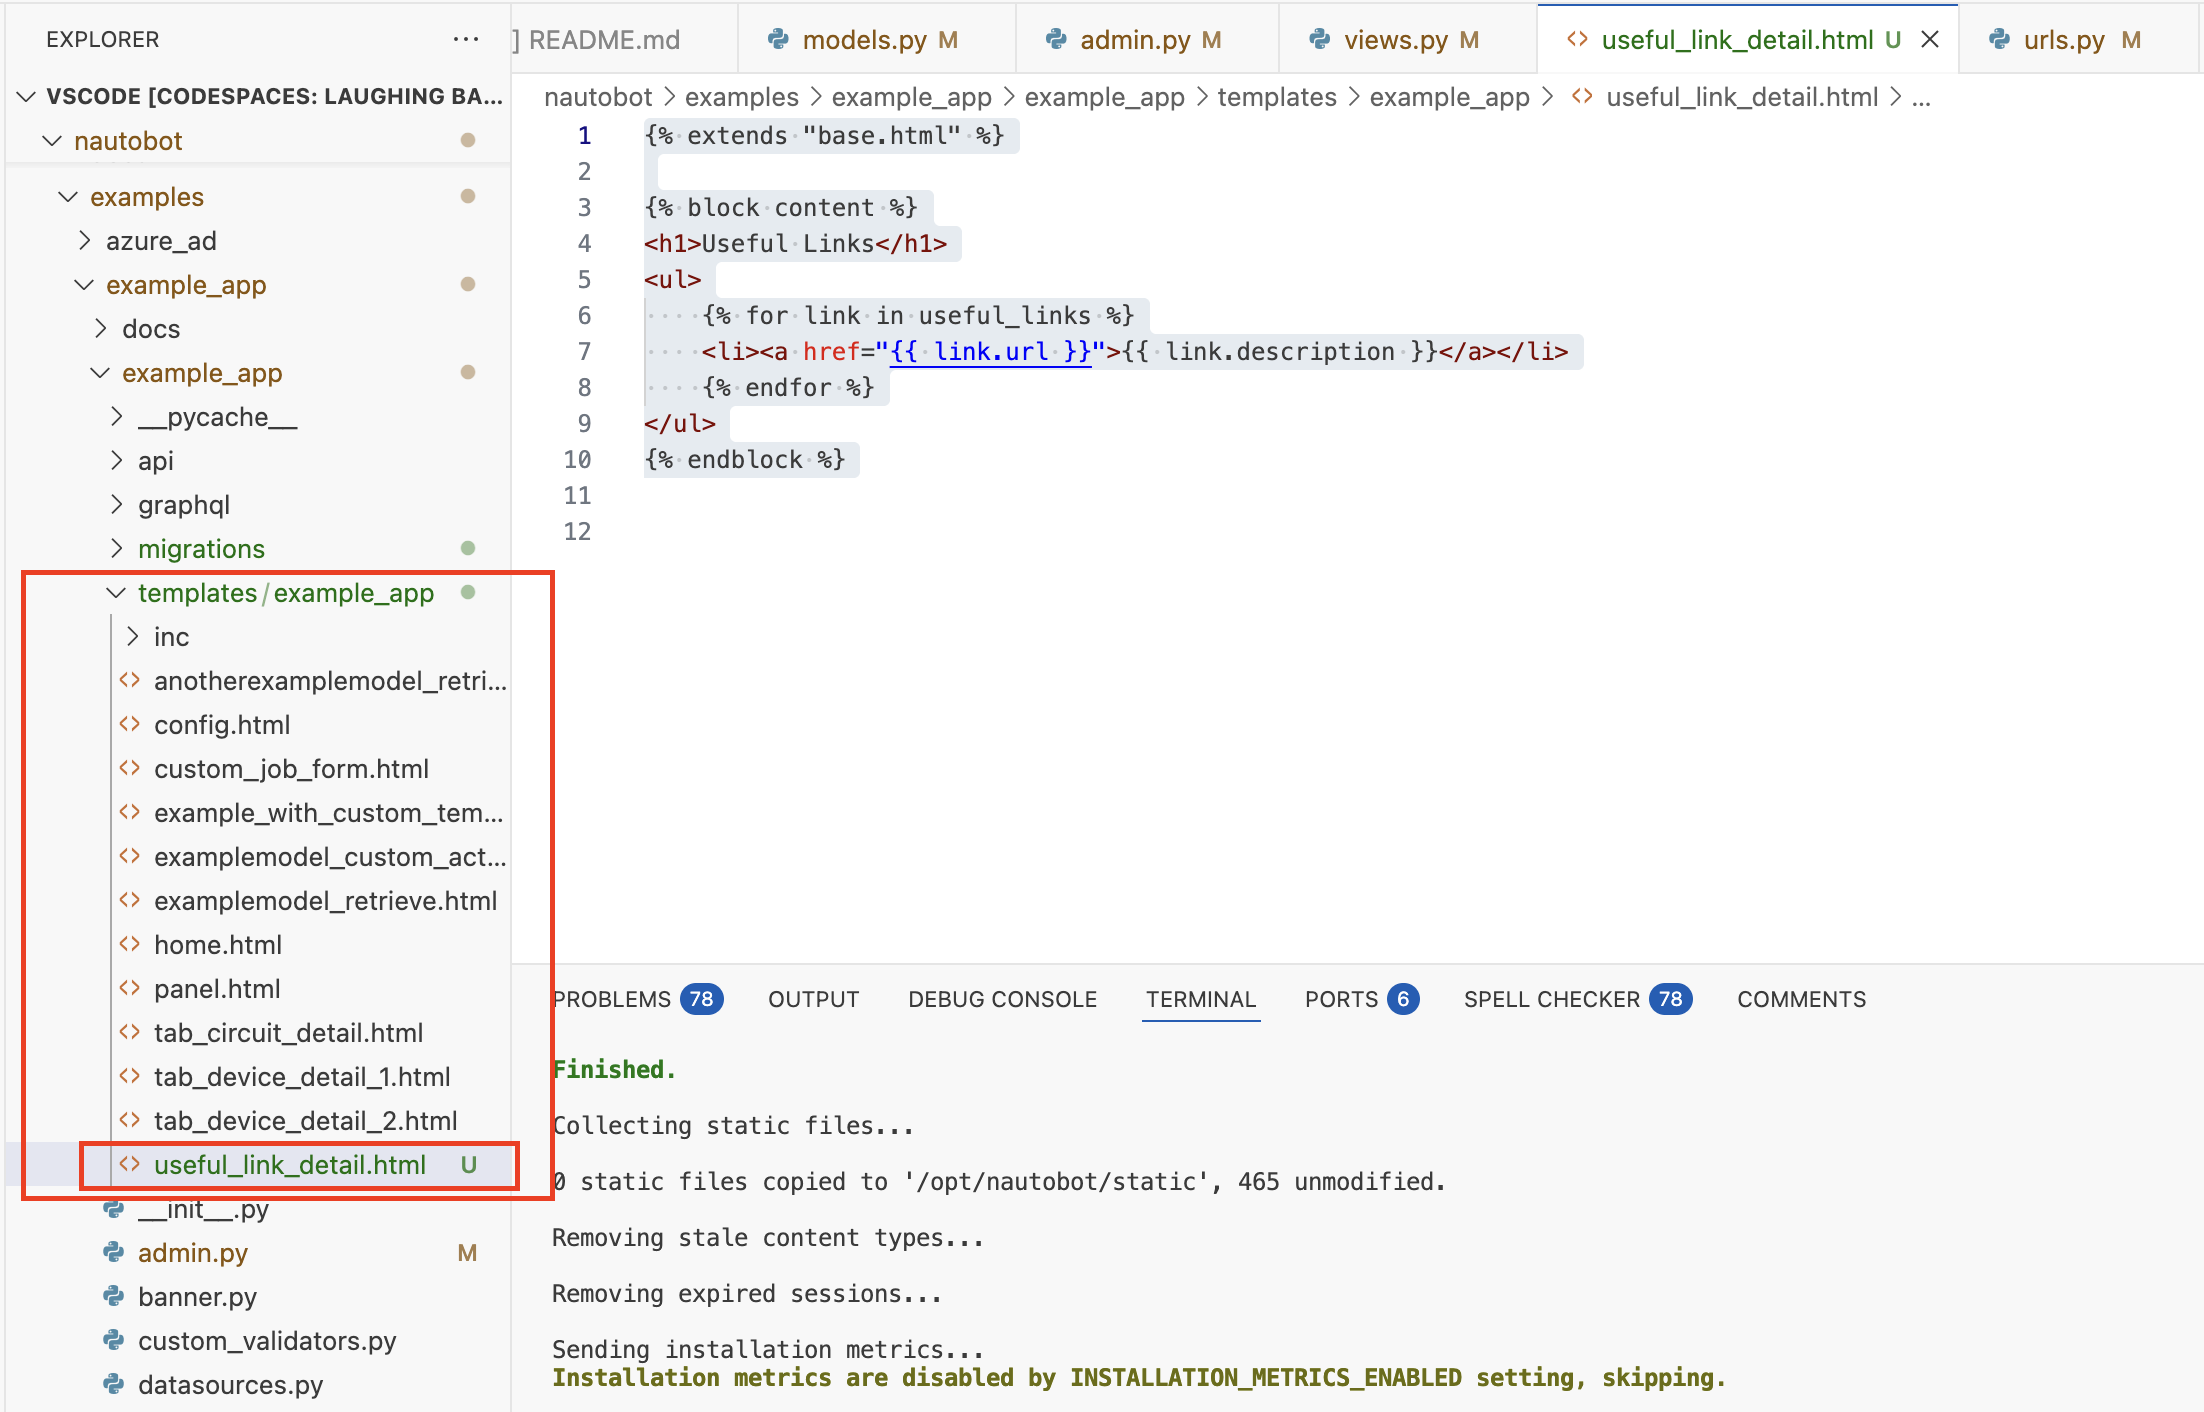 EXPLORER
···
VSCODE [CODESPACES: LAUGHING BA...
nautobot
examples
azure_ad
example_app
docs
example_app
__pycache__
api
graphql
migrations
templates/example_app
inc
anotherexamplemodel_retri...
config.html
custom_job_form.html
example_with_custom_tem...
examplemodel_custom_act...
examplemodel_retrieve.html
home.html
panel.html
tab_circuit_detail.html
tab_device_detail_1.html
tab_device_detail_2.html
useful_link_detail.html U
__init__.py
admin.py M
banner.py
custom_validators.py
datasources.py
README.md
models.py M
admin.py M
views.py M
useful_link_detail.html U
urls.py M
nautobot > examples > example_app > example_app > templates > example_app > useful_link_detail.html > ...
1 {% extends "base.html" %}
2
3 {% block content %}
4 <h1>Useful Links</h1>
5 <ul>
6     {% for link in useful_links %}
7     <li><a href="{{ link.url }}">{{ link.description }}</a></li>
8     {% endfor %}
9 </ul>
10 {% endblock %}
11
12
PROBLEMS 78 OUTPUT DEBUG CONSOLE TERMINAL PORTS 6 SPELL CHECKER 78 COMMENTS
Finished.
Collecting static files...
0 static files copied to '/opt/nautobot/static', 465 unmodified.
Removing stale content types...
Removing expired sessions...
Sending installation metrics...
Installation metrics are disabled by INSTALLATION_METRICS_ENABLED setting, skipping.